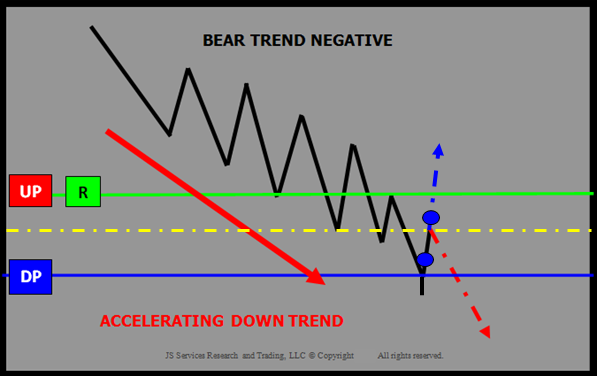 BEAR TREND NEGATIVE
UP R
DP
ACCELERATING DOWN TREND
JS Services Research and Trading, LLC © Copyright All rights reserved.